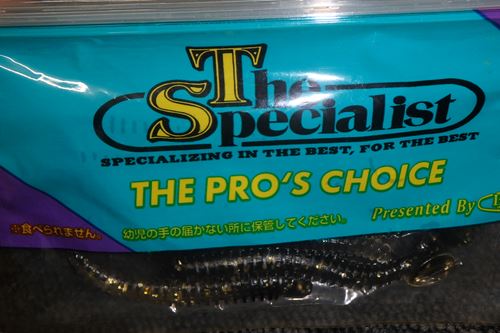 The
Specialist
SPECIALIZING IN THE BEST, FOR THE BEST
THE PRO'S CHOICE
Presented By
※食べられません。
幼児の手の届かない所に保管してください。